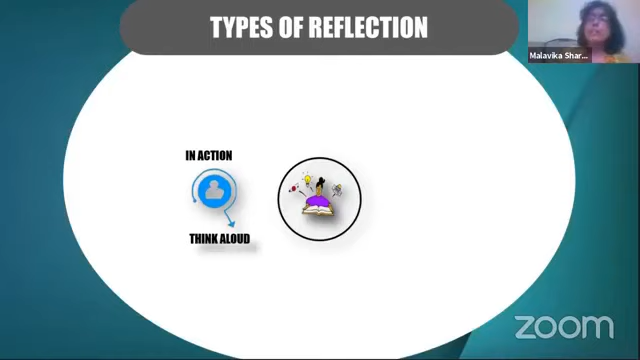 TYPES OF REFLECTION
Malavika Shar...
IN ACTION
THINK ALOUD
zoom